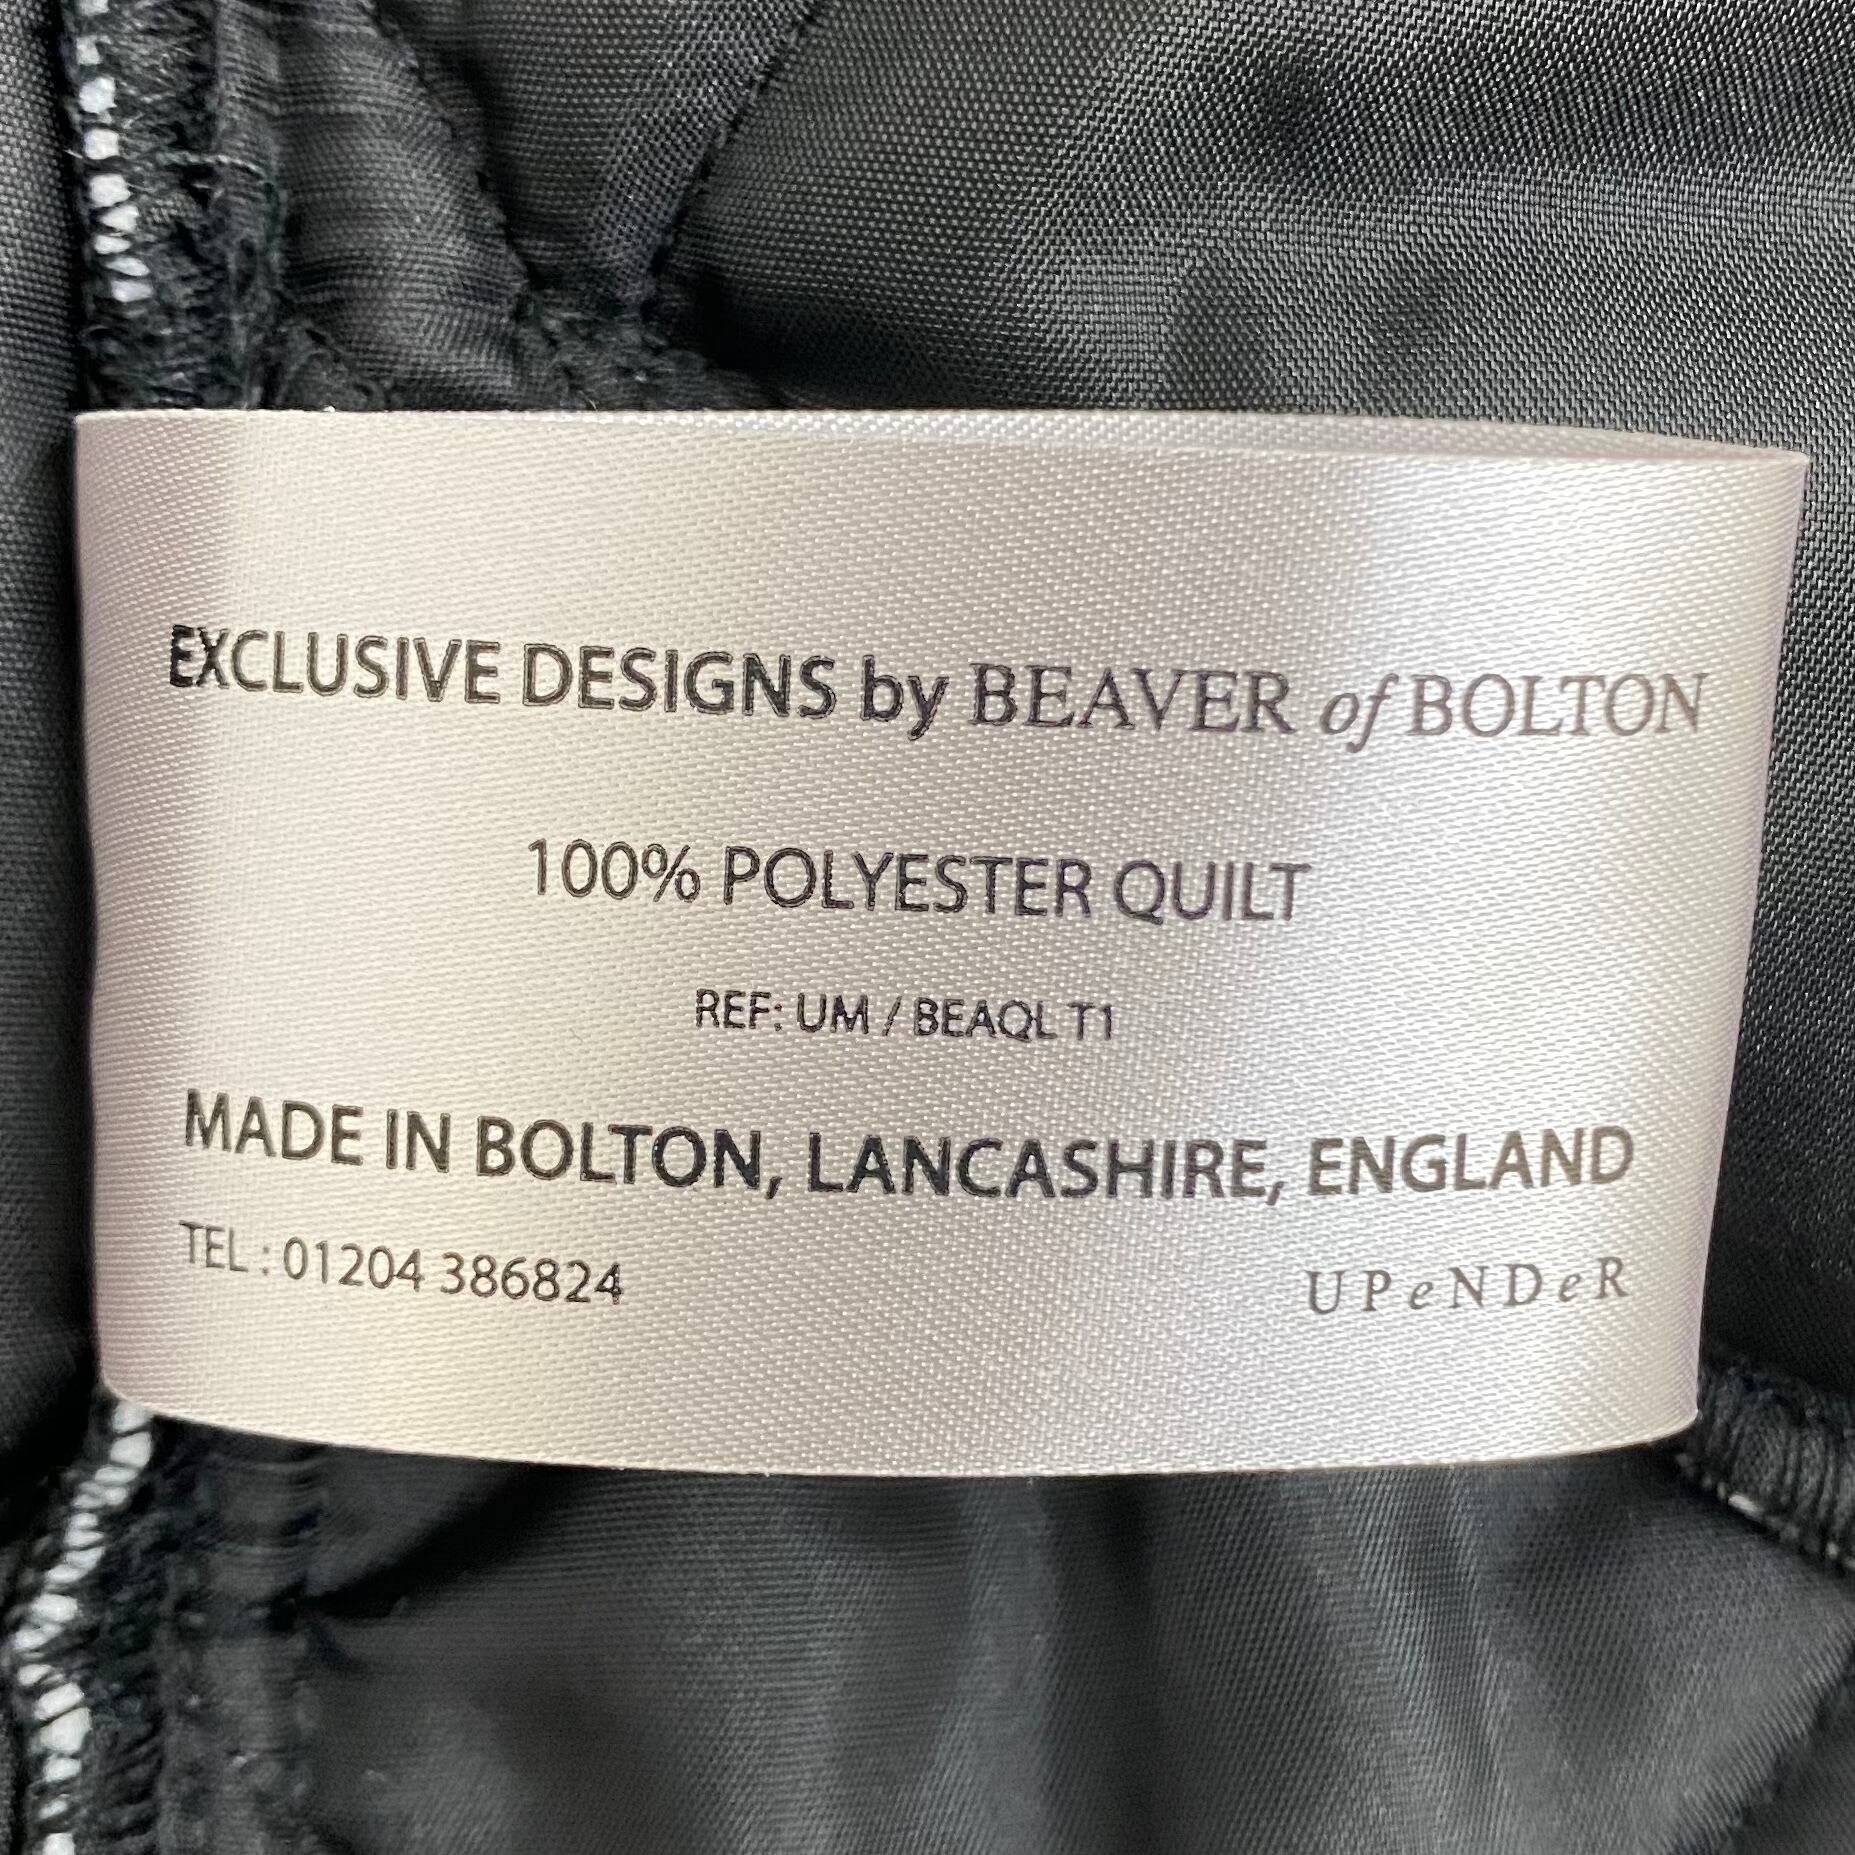 EXCLUSIVE DESIGNS by BEAVER of BOLTON
100% POLYESTER QUILT
REF: UM / BEAQL T1
MADE IN BOLTON, LANCASHIRE, ENGLAND
TEL : 01204 386824
UPeNDeR